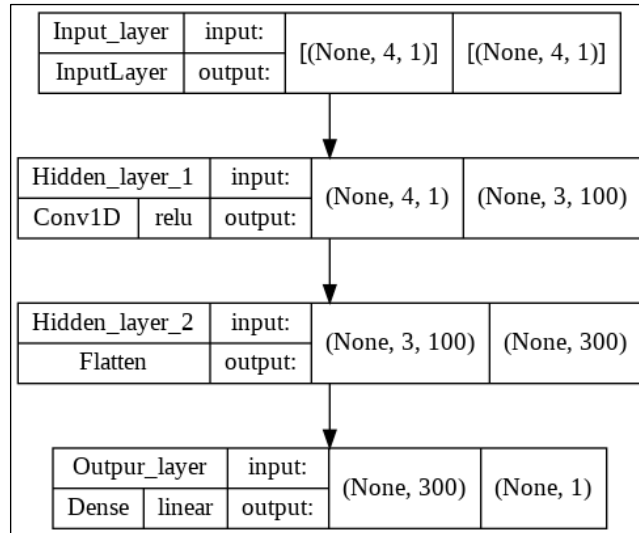 Input_layer input: [(None, 4, 1)] [(None, 4, 1)]
InputLayer output:
Hidden_layer_1 input: (None, 4, 1) (None, 3, 100)
Conv1D relu output:
Hidden_layer_2 input: (None, 3, 100) (None, 300)
Flatten output:
Outpur_layer input: (None, 300) (None, 1)
Dense linear output: